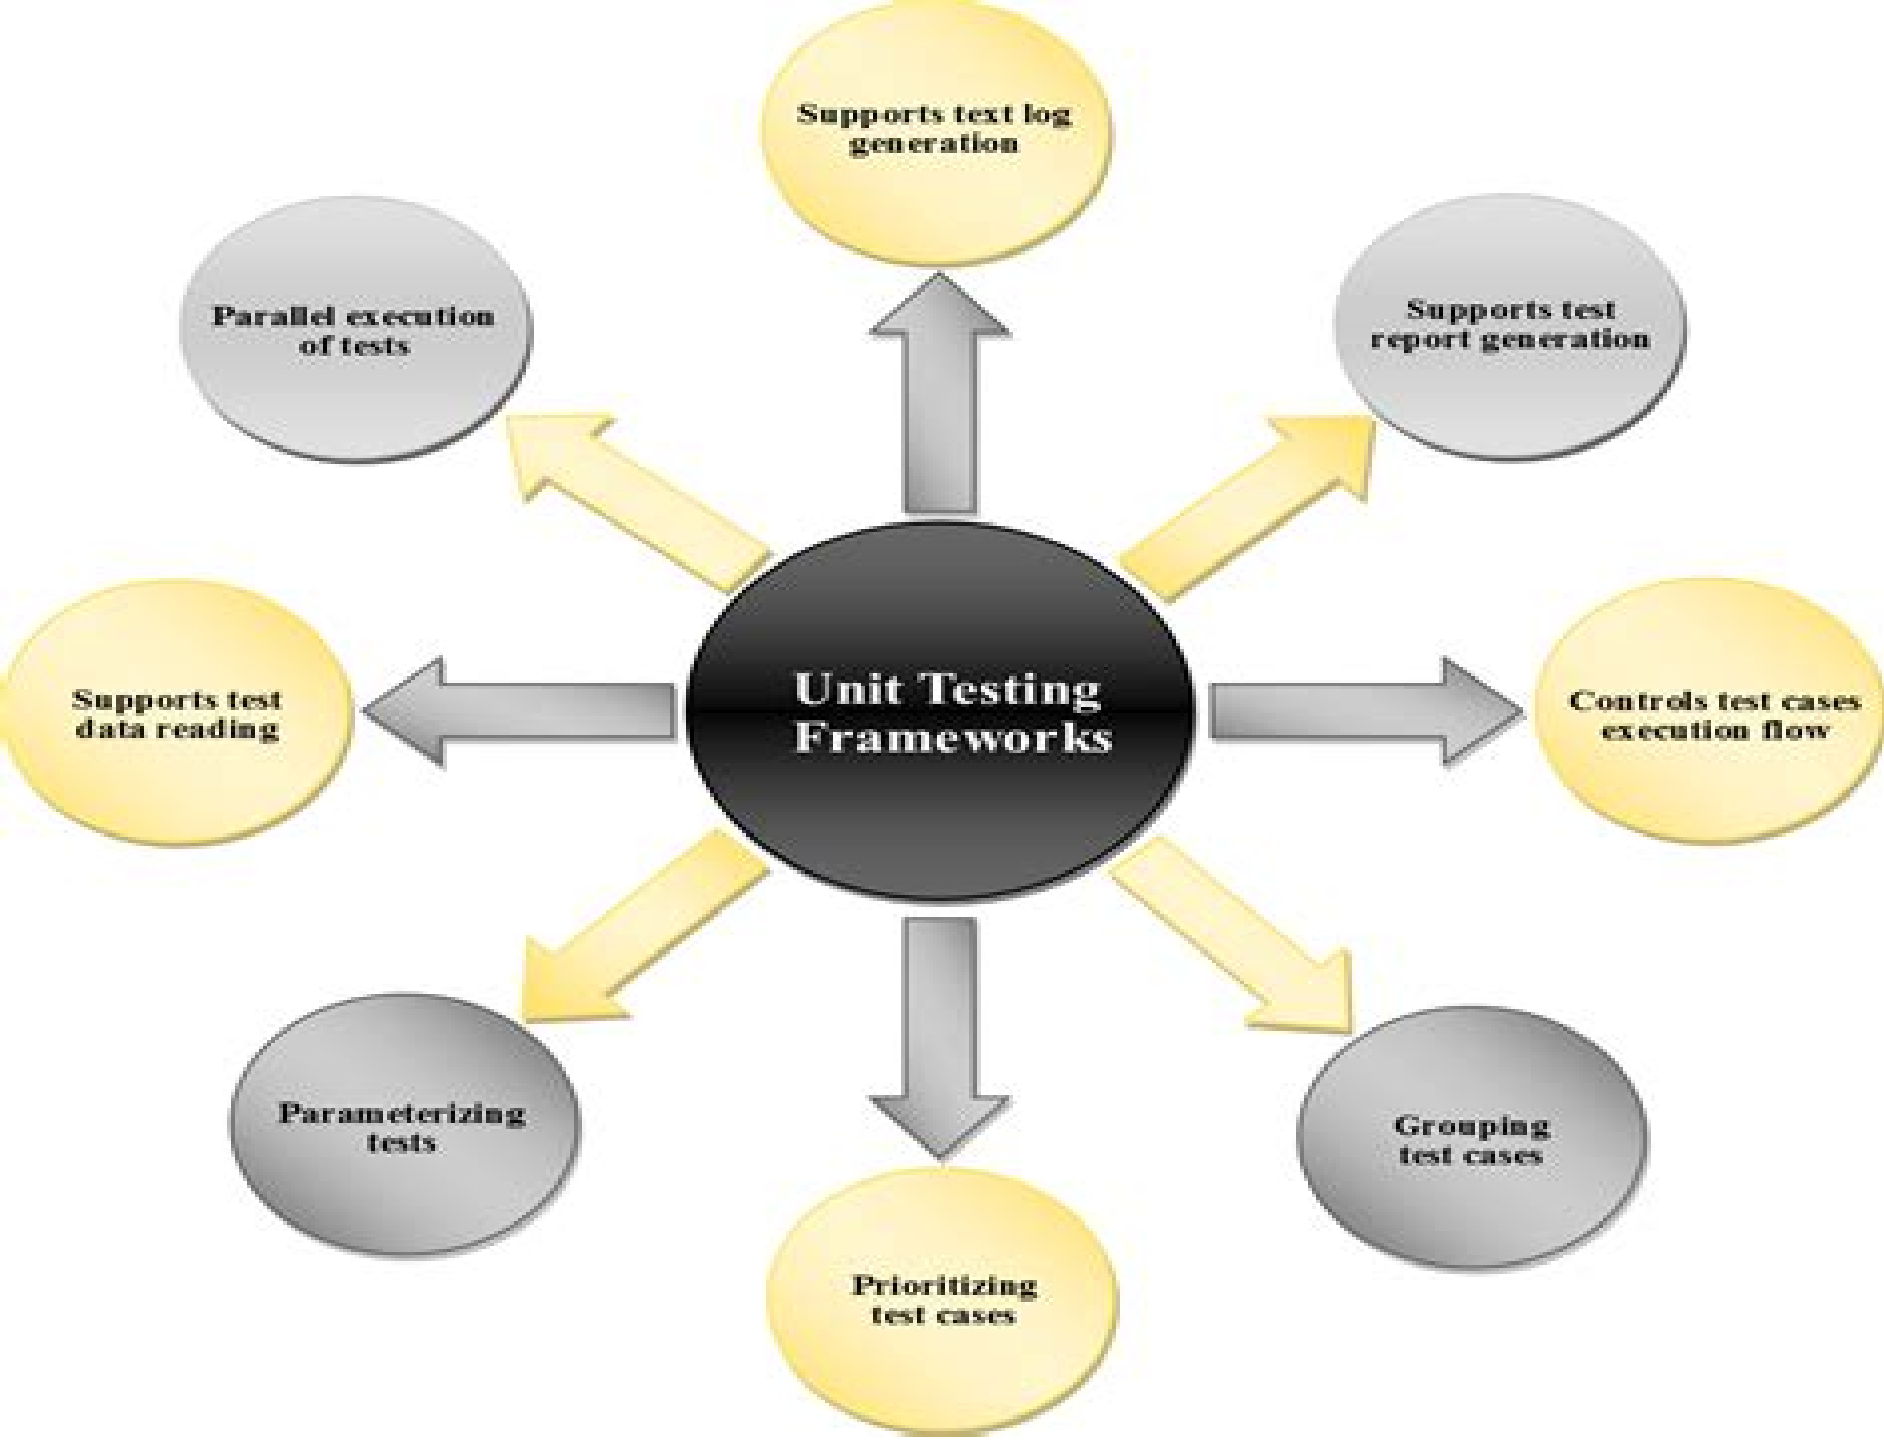 Supports text log
generation
Parallel execution
of tests
Supports test
report generation
Supports test
data reading
Unit Testing
Frameworks
Controls test cases
execution flow
Parameterizing
tests
Grouping
test cases
Prioritizing
test cases